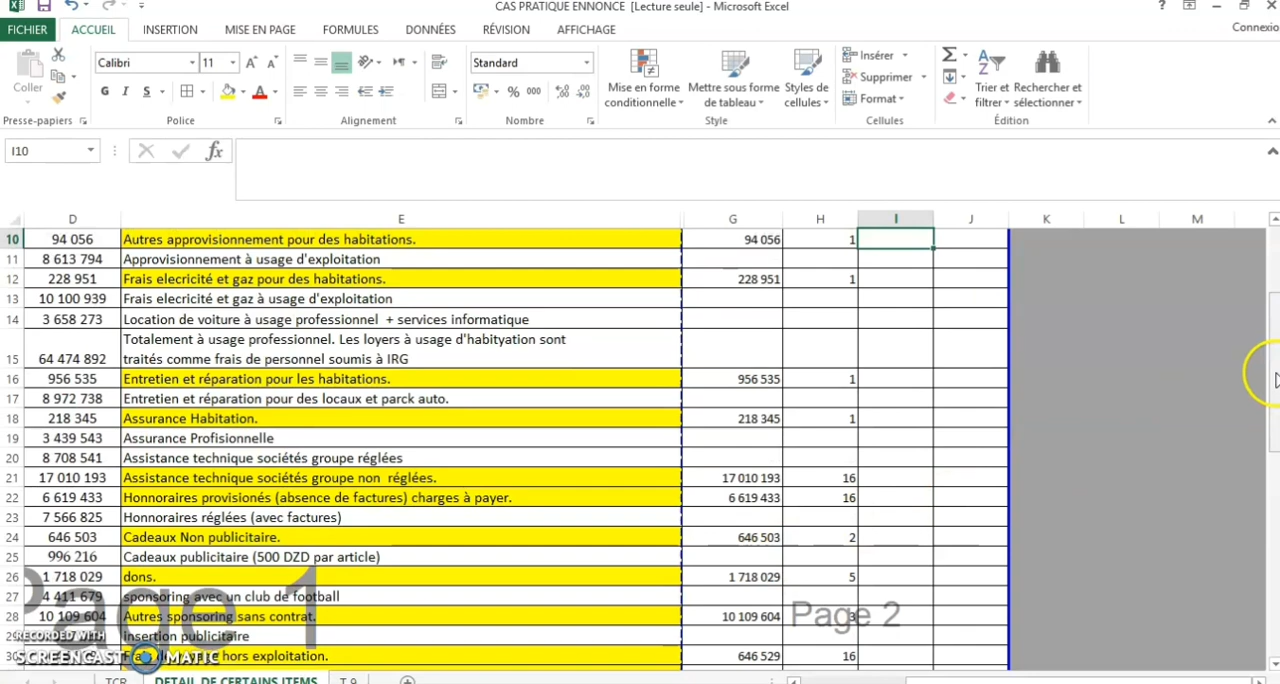 CAS PRATIQUE ENNONCE [Lecture seule] - Microsoft Excel
FICHIER ACCUEIL INSERTION MISE EN PAGE FORMULES DONNÉES RÉVISION AFFICHAGE Connexio
Coller Calibri 11 Standard Mise en forme conditionnelle Mettre sous forme de tableau Styles de cellules Insérer Supprimer Format Trier et filtrer Rechercher et sélectionner
G I S % 000
Presse-papiers Police Alignement Nombre Style Cellules Édition
I10 fx
D E G H I J K L M
10 94 056 Autres approvisionnement pour des habitations. 94 056 1
11 8 613 794 Approvisionnement à usage d'exploitation
12 228 951 Frais elecricité et gaz pour des habitations. 228 951 1
13 10 100 939 Frais elecricité et gaz à usage d'exploitation
14 3 658 273 Location de voiture à usage professionnel + services informatique
Totalement à usage professionnel. Les loyers à usage d'habityation sont
15 64 474 892 traités comme frais de personnel soumis à IRG
16 956 535 Entretien et réparation pour les habitations. 956 535 1
17 8 972 738 Entretien et réparation pour des locaux et parck auto.
18 218 345 Assurance Habitation. 218 345 1
19 3 439 543 Assurance Profisionnelle
20 8 708 541 Assistance technique sociétés groupe réglées
21 17 010 193 Assistance technique sociétés groupe non réglées. 17 010 193 16
22 6 619 433 Honnoraires provisionés (absence de factures) charges à payer. 6 619 433 16
23 7 566 825 Honnoraires réglées (avec factures)
24 646 503 Cadeaux Non publicitaire. 646 503 2
25 996 216 Cadeaux publicitaire (500 DZD par article)
26 1 718 029 dons. 1 718 029 5
27 4 411 679 sponsoring avec un club de football
28 10 109 604 Autres sponsoring sans contrat. 10 109 604 3
Page 1 Page 2
29 insertion publicitaire
RECORDED WITH
30 hors exploitation. 646 529 16
SCREENCAST MATIC
TCR DETAIL DE CERTAINS ITEMS T 9